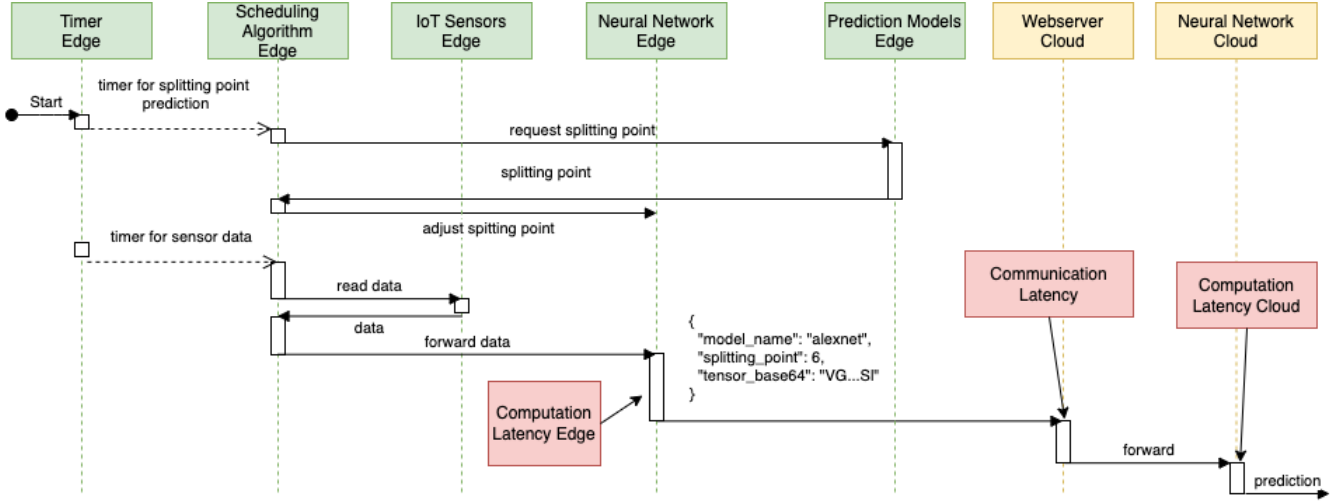 Timer
Edge
Scheduling
Algorithm
Edge
IoT Sensors
Edge
Neural Network
Edge
Prediction Models
Edge
Webserver
Cloud
Neural Network
Cloud
Start
timer for splitting point
prediction
request splitting point
splitting point
adjust spitting point
timer for sensor data
read data
data
forward data
{
"model_name": "alexnet",
"splitting_point": 6,
"tensor_base64": "VG...SI"
}
Computation
Latency Edge
Communication
Latency
Computation
Latency Cloud
forward
prediction